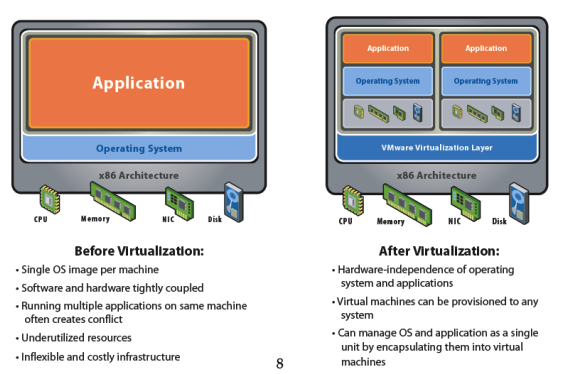 Application
Operating System
x86 Architecture
CPU
Memory
NIC
Disk
Before Virtualization:
• Single OS image per machine
• Software and hardware tightly coupled
• Running multiple applications on same machine
often creates conflict
• Underutilized resources
• Inflexible and costly infrastructure
Application
Application
Operating System
Operating System
VMware Virtualization Layer
x86 Architecture
CPU
Memory
NIC
Disk
After Virtualization:
• Hardware-independence of operating
system and applications
• Virtual machines can be provisioned to any
system
• Can manage OS and application as a single
unit by encapsulating them into virtual
machines
8